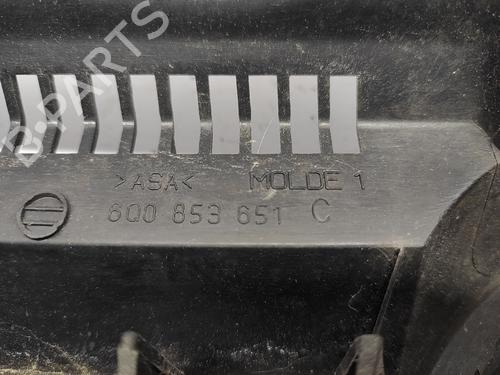 B-PARTS
>ASA< MOLDE 1
6Q0 853 651 C